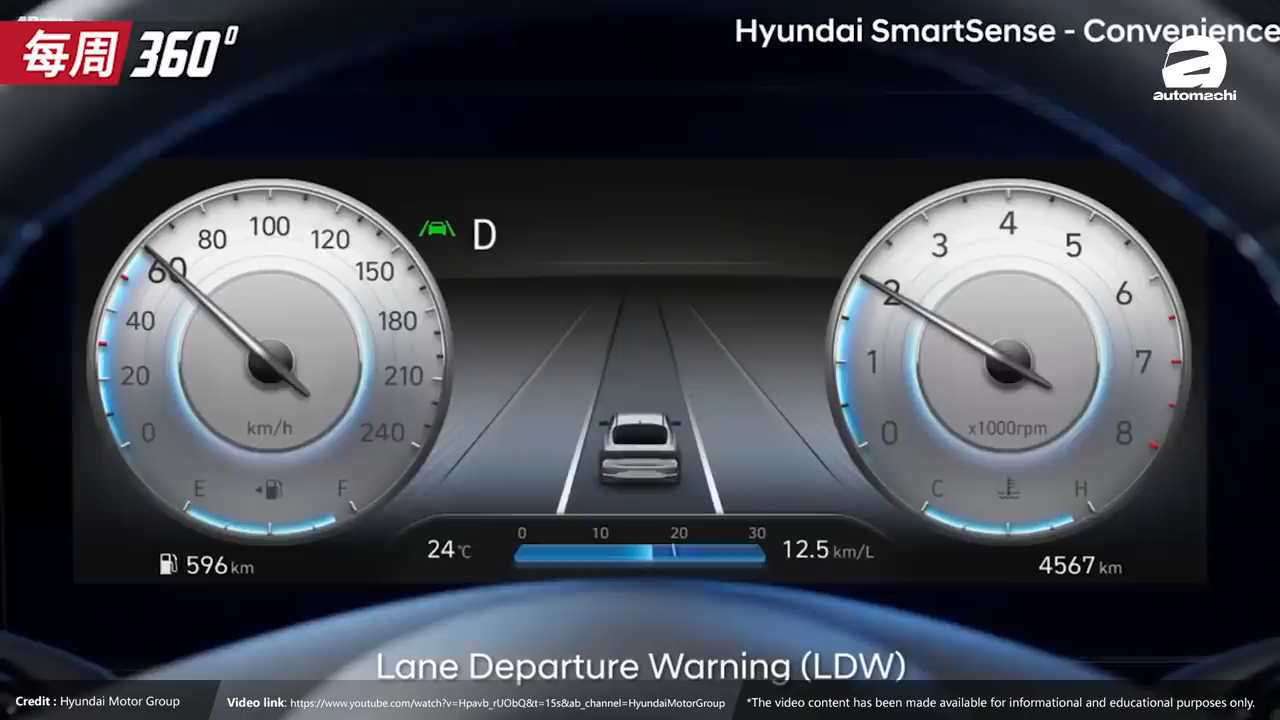 Hyundai SmartSense - Convenience
每周 360°
automachi
D
0
20
40
60
80
100
120
150
180
210
240
km/h
E
F
596 km
0
1
2
3
4
5
6
7
8
x1000rpm
C
H
4567 km
0 10 20 30
24 °C
12.5 km/L
Lane Departure Warning (LDW)
Credit : Hyundai Motor Group
Video link: https://www.youtube.com/watch?v=Hpavb_rUObQ&t=15s&ab_channel=HyundaiMotorGroup
*The video content has been made available for informational and educational purposes only.